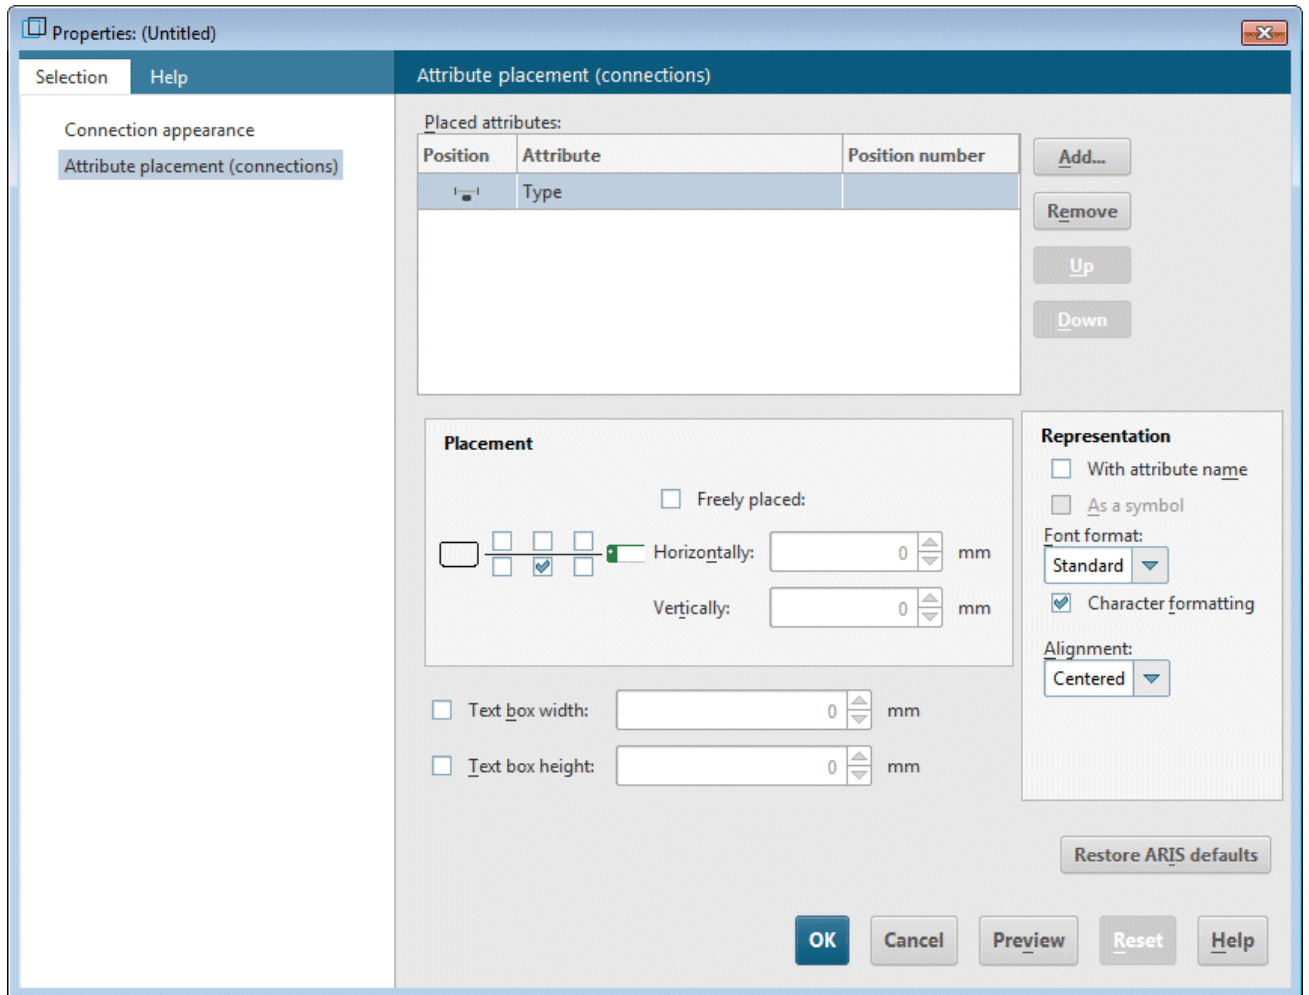 Properties: (Untitled)
Selection Help
Attribute placement (connections)
Connection appearance
Attribute placement (connections)
Placed attributes:
Position Attribute Position number
Type
Add...
Remove
Up
Down
Placement
Freely placed:
Horizontally: 0 mm
Vertically: 0 mm
Representation
With attribute name
As a symbol
Font format:
Standard
Character formatting
Alignment:
Centered
Text box width: 0 mm
Text box height: 0 mm
Restore ARIS defaults
OK Cancel Preview Reset Help